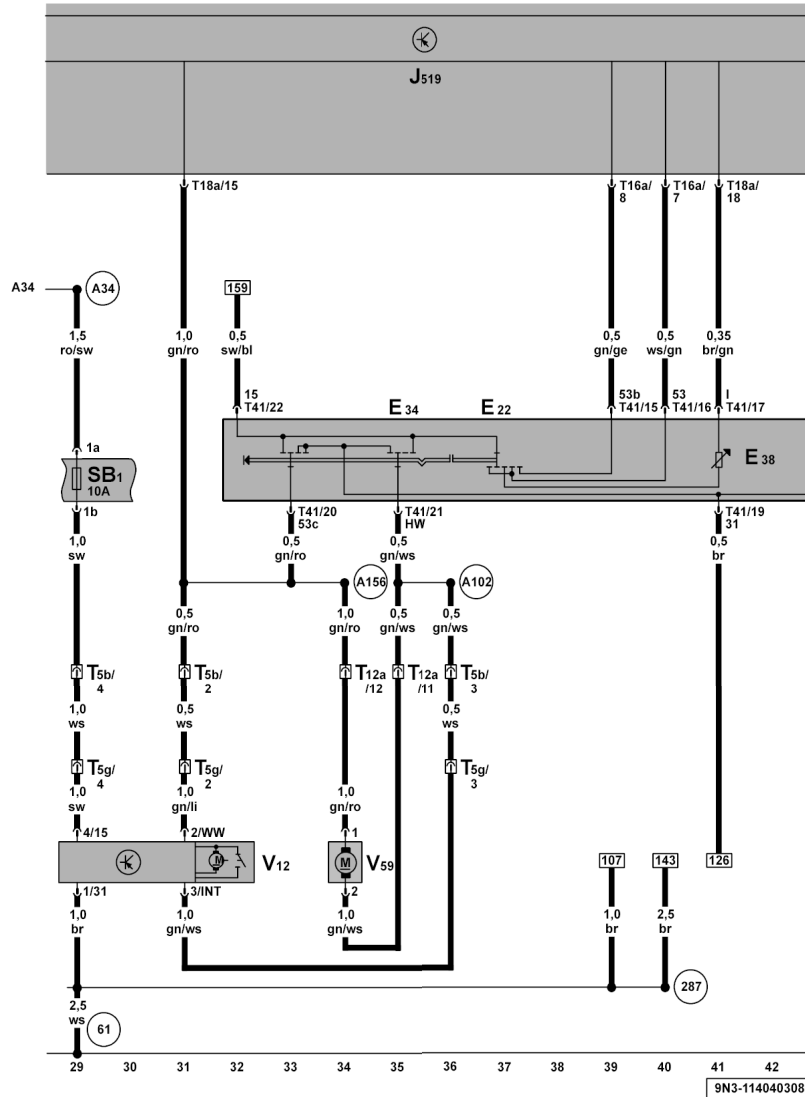 J519
T18a/15
T16a/
8
T16a/
7
T18a/
18
A34
A34
159
1,5
ro/sw
1,0
gn/ro
0,5
sw/bl
0,5
gn/ge
0,5
ws/gn
0,35
br/gn
15
T41/22
E34
E22
53b
T41/15
53
T41/16
I
T41/17
1a
SB1
10A
E38
1b
T41/20
53c
T41/21
HW
T41/19
31
1,0
sw
0,5
gn/ro
0,5
gn/ws
0,5
br
A156
A102
0,5
gn/ro
1,0
gn/ro
0,5
gn/ws
0,5
gn/ws
T5b/
4
T5b/
2
T12a
/12
T12a
/11
T5b/
3
1,0
ws
0,5
ws
0,5
ws
T5g/
4
T5g/
2
T5g/
3
1,0
sw
1,0
gn/li
1,0
gn/ro
4/15
2/WW
1
M
V12
M
V59
107
143
126
1/31
3/INT
2
1,0
br
1,0
gn/ws
1,0
gn/ws
1,0
br
2,5
br
287
2,5
ws
61
29 30 31 32 33 34 35 36 37 38 39 40 41 42
9N3-114040308